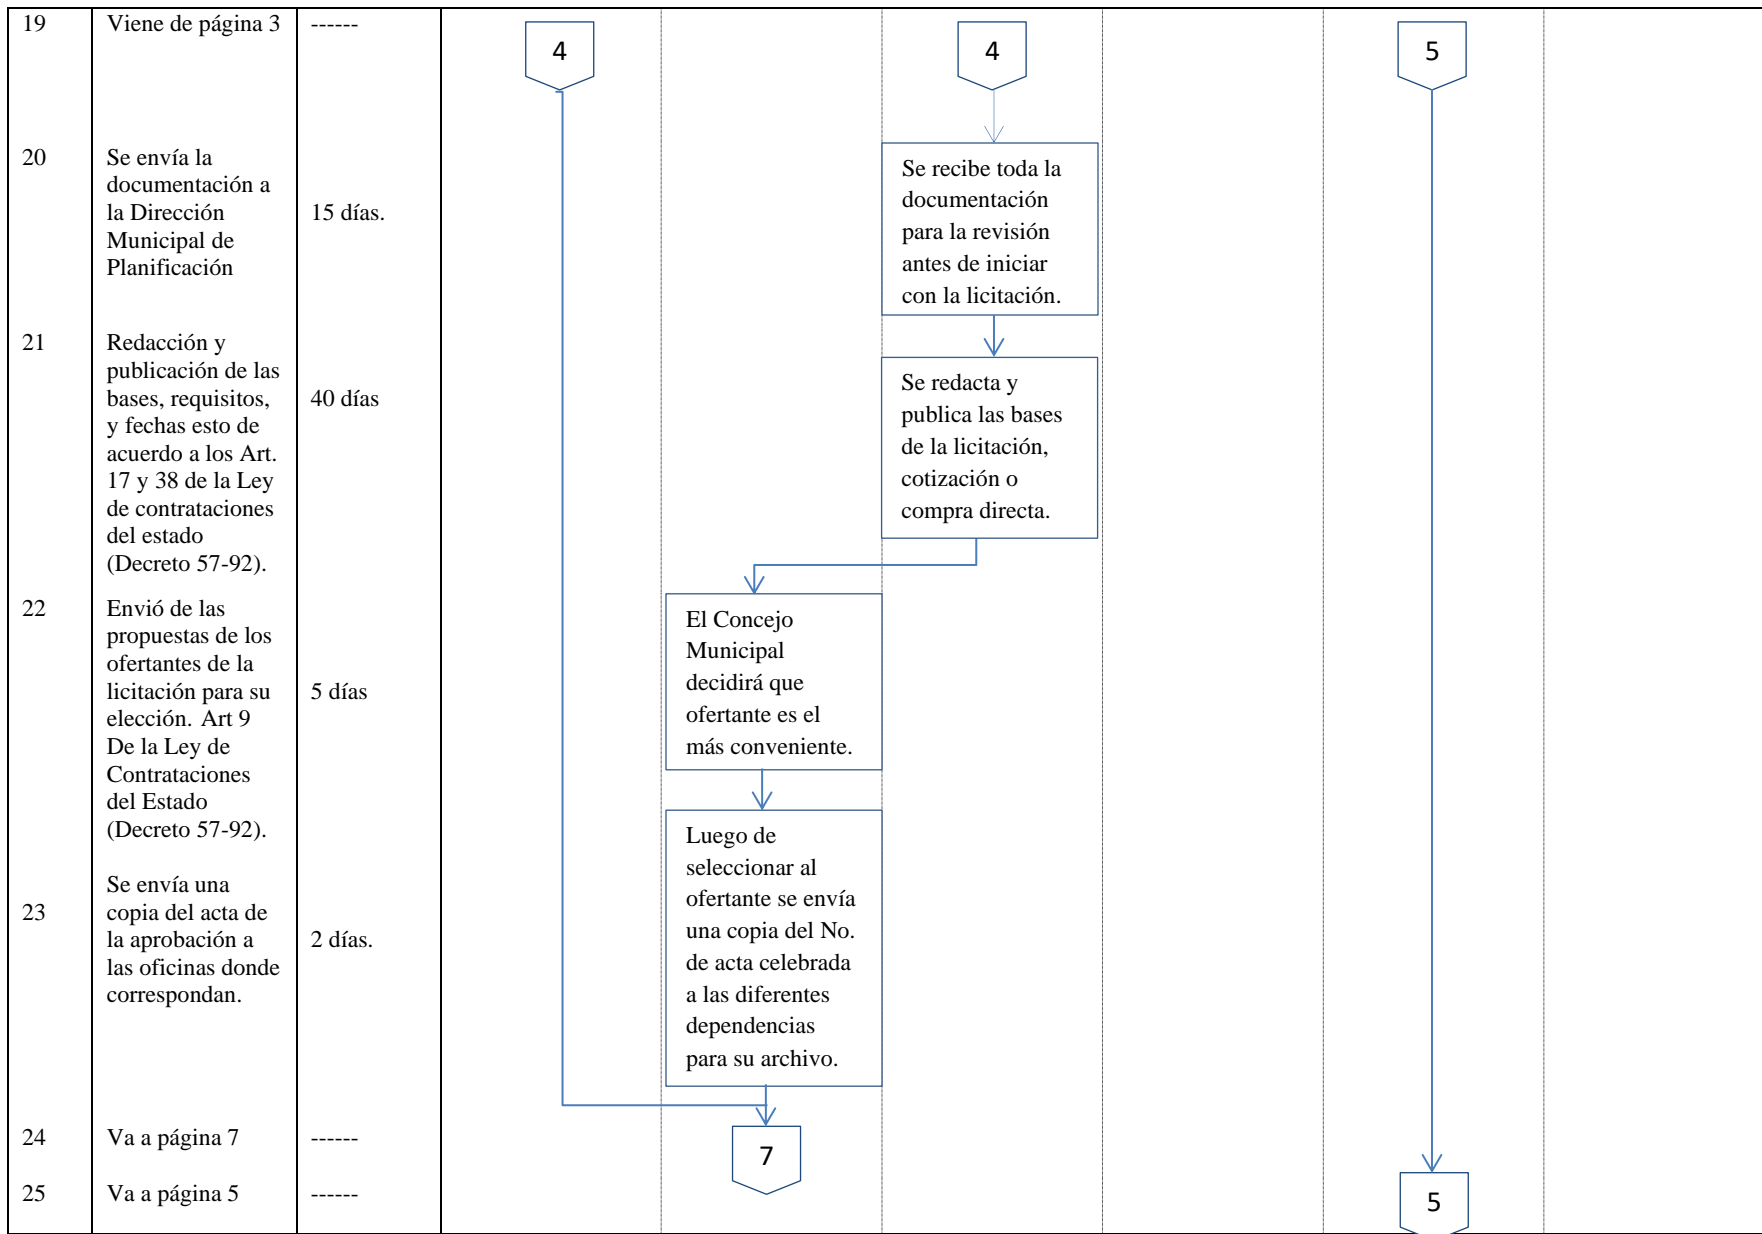 19
Viene de página 3
------
4
4
5
20
Se envía la
documentación a
la Dirección
Municipal de
Planificación
15 días.
Se recibe toda la
documentación
para la revisión
antes de iniciar
con la licitación.
21
Redacción y
publicación de las
bases, requisitos,
y fechas esto de
acuerdo a los Art.
17 y 38 de la Ley
de contrataciones
del estado
(Decreto 57-92).
40 días
Se redacta y
publica las bases
de la licitación,
cotización o
compra directa.
22
Envió de las
propuestas de los
ofertantes de la
licitación para su
elección. Art 9
De la Ley de
Contrataciones
del Estado
(Decreto 57-92).
5 días
El Concejo
Municipal
decidirá que
ofertante es el
más conveniente.
23
Se envía una
copia del acta de
la aprobación a
las oficinas donde
correspondan.
2 días.
Luego de
seleccionar al
ofertante se envía
una copia del No.
de acta celebrada
a las diferentes
dependencias
para su archivo.
24
Va a página 7
------
7
25
Va a página 5
------
5